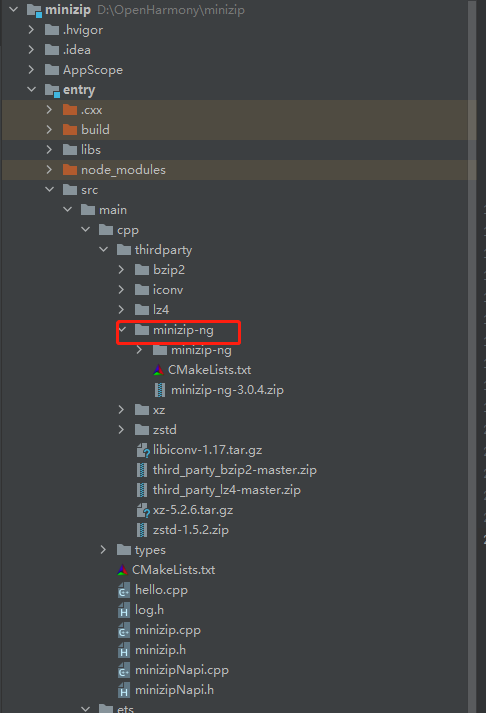 minizip D:\OpenHarmony\minizip
.hvigor
.idea
AppScope
entry
.cxx
build
libs
node_modules
src
main
cpp
thirdparty
bzip2
iconv
lz4
minizip-ng
minizip-ng
CMakeLists.txt
minizip-ng-3.0.4.zip
xz
zstd
libiconv-1.17.tar.gz
third_party_bzip2-master.zip
third_party_lz4-master.zip
xz-5.2.6.tar.gz
zstd-1.5.2.zip
types
CMakeLists.txt
hello.cpp
log.h
minizip.cpp
minizip.h
minizipNapi.cpp
minizipNapi.h
ets